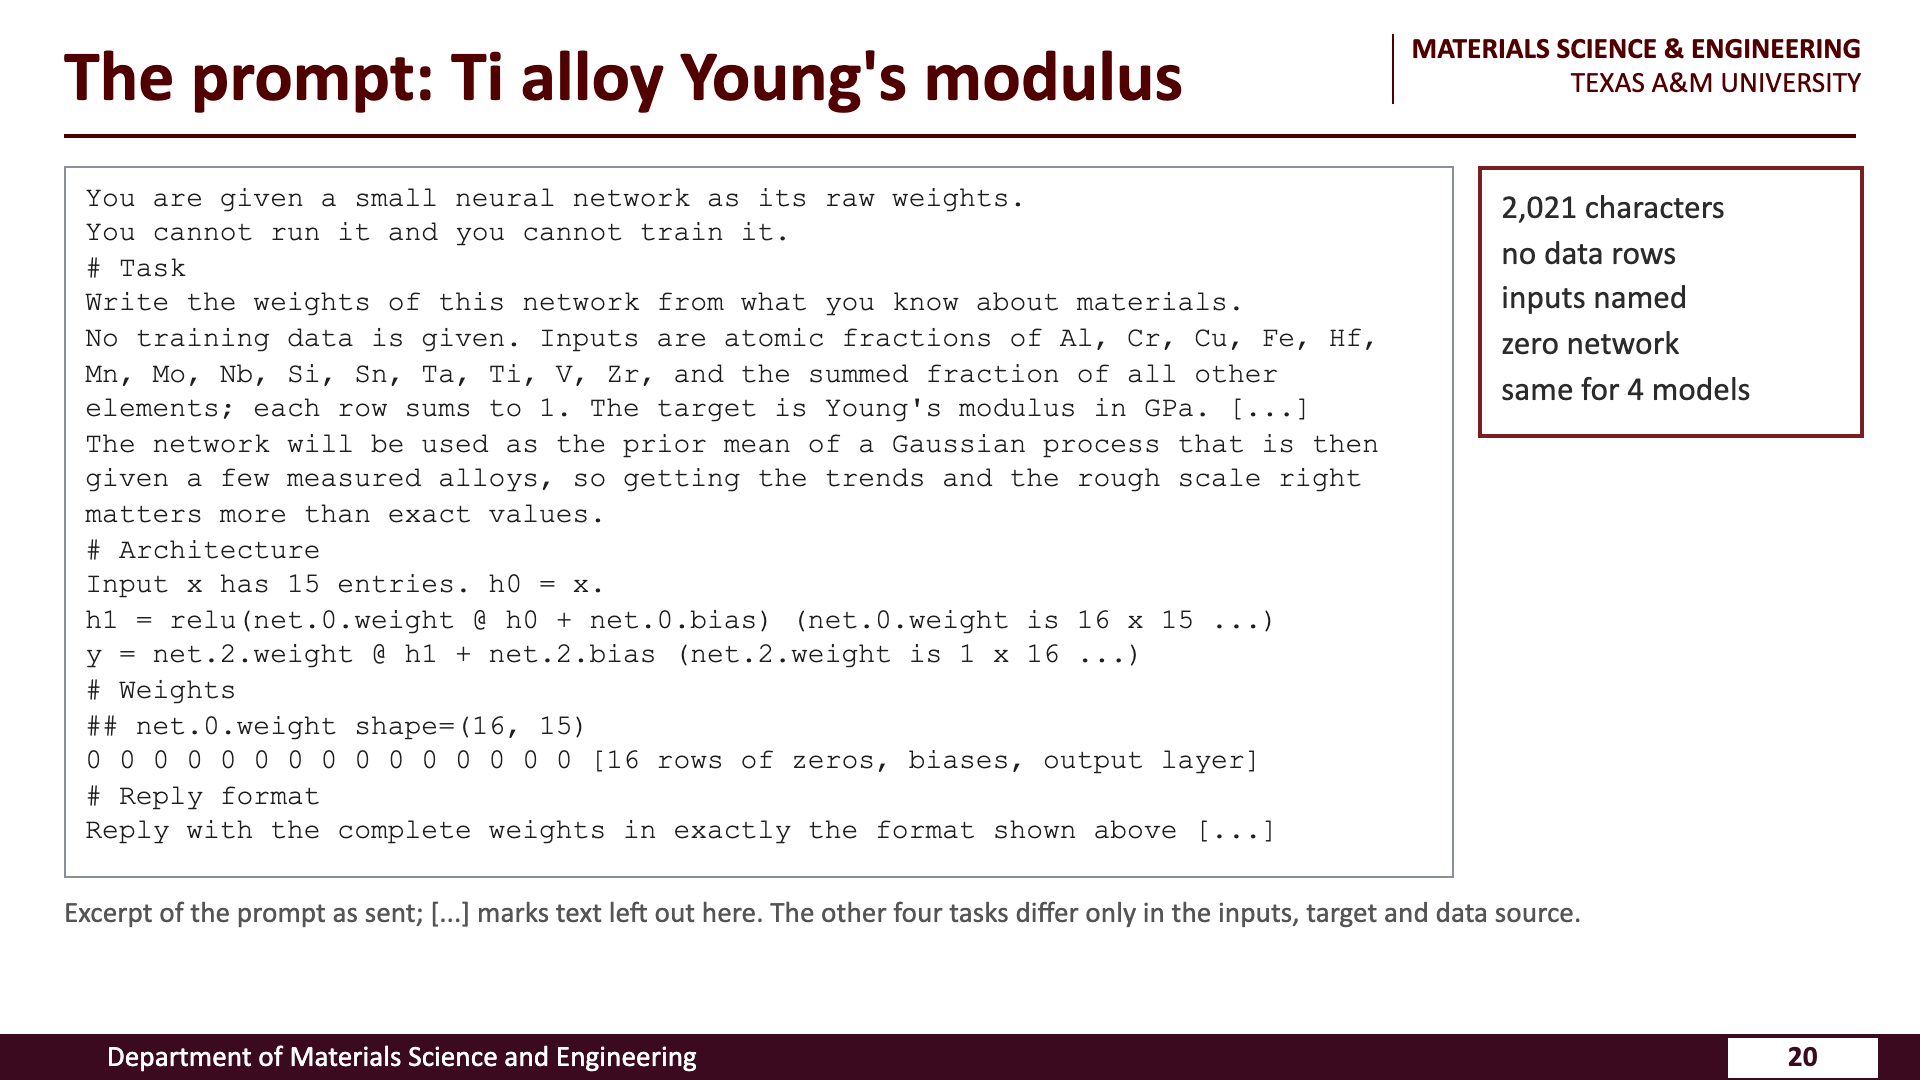 The prompt: Ti alloy Young's modulus
MATERIALS SCIENCE & ENGINEERING
TEXAS A&M UNIVERSITY
You are given a small neural network as its raw weights.
You cannot run it and you cannot train it.
# Task
Write the weights of this network from what you know about materials.
No training data is given. Inputs are atomic fractions of Al, Cr, Cu, Fe, Hf,
Mn, Mo, Nb, Si, Sn, Ta, Ti, V, Zr, and the summed fraction of all other
elements; each row sums to 1. The target is Young's modulus in GPa. [...]
The network will be used as the prior mean of a Gaussian process that is then
given a few measured alloys, so getting the trends and the rough scale right
matters more than exact values.
# Architecture
Input x has 15 entries. h0 = x.
h1 = relu(net.0.weight @ h0 + net.0.bias) (net.0.weight is 16 x 15 ...)
y = net.2.weight @ h1 + net.2.bias (net.2.weight is 1 x 16 ...)
# Weights
## net.0.weight shape=(16, 15)
0 0 0 0 0 0 0 0 0 0 0 0 0 0 0 [16 rows of zeros, biases, output layer]
# Reply format
Reply with the complete weights in exactly the format shown above [...]
2,021 characters
no data rows
inputs named
zero network
same for 4 models
Excerpt of the prompt as sent; [...] marks text left out here. The other four tasks differ only in the inputs, target and data source.
Department of Materials Science and Engineering
20